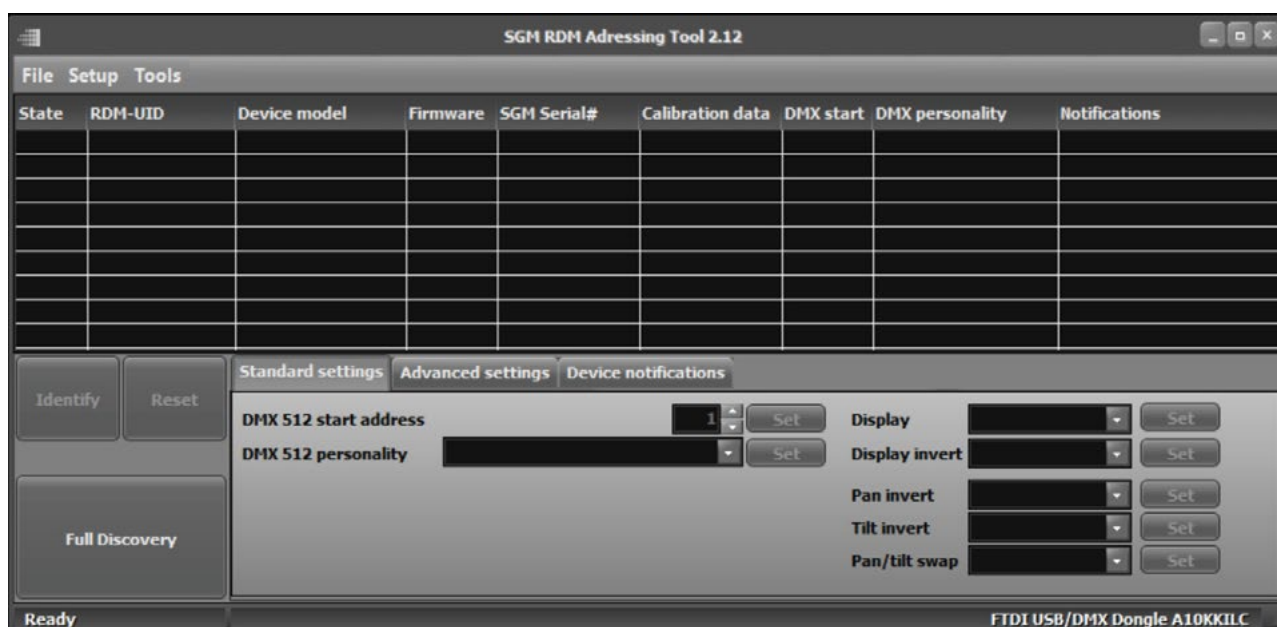 SGM RDM Adressing Tool 2.12
File Setup Tools
State RDM-UID Device model Firmware SGM Serial# Calibration data DMX start DMX personality Notifications
Identify Reset
Full Discovery
Standard settings Advanced settings Device notifications
DMX 512 start address 1 Set
DMX 512 personality Set
Display Set
Display invert Set
Pan invert Set
Tilt invert Set
Pan/tilt swap Set
Ready FTDI USB/DMX Dongle A10KKILC